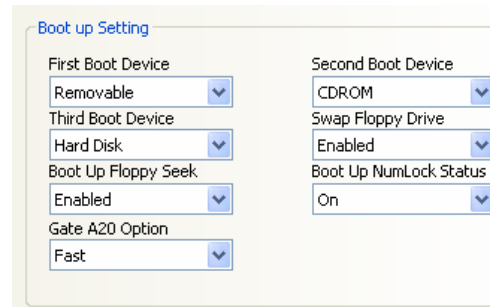 Boot up Setting
First Boot Device
Second Boot Device
Removable
CDROM
Third Boot Device
Swap Floppy Drive
Hard Disk
Enabled
Boot Up Floppy Seek
Boot Up NumLock Status
Enabled
On
Gate A20 Option
Fast